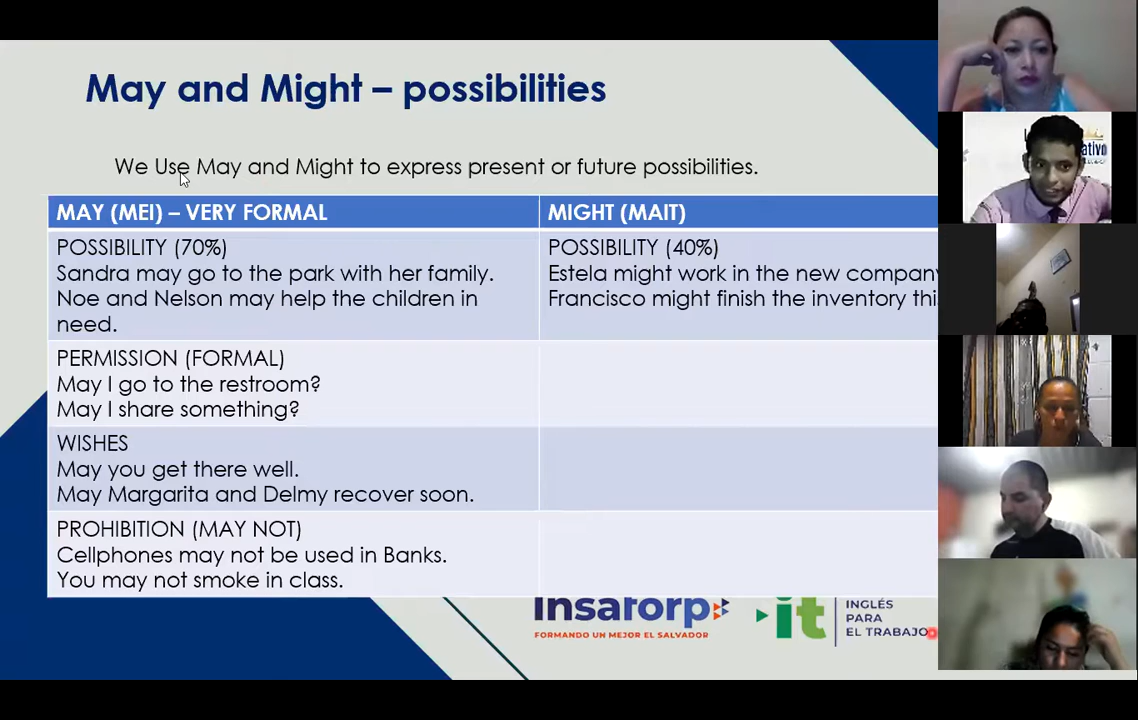 May and Might – possibilities
We Use May and Might to express present or future possibilities.
MAY (MEI) – VERY FORMAL
MIGHT (MAIT)
POSSIBILITY (70%)
Sandra may go to the park with her family.
Noe and Nelson may help the children in
need.
POSSIBILITY (40%)
Estela might work in the new company
Francisco might finish the inventory thi
PERMISSION (FORMAL)
May I go to the restroom?
May I share something?
WISHES
May you get there well.
May Margarita and Delmy recover soon.
PROHIBITION (MAY NOT)
Cellphones may not be used in Banks.
You may not smoke in class.
Insaforp
FORMANDO UN MEJOR EL SALVADOR
it
INGLÉS
PARA
EL TRABAJO